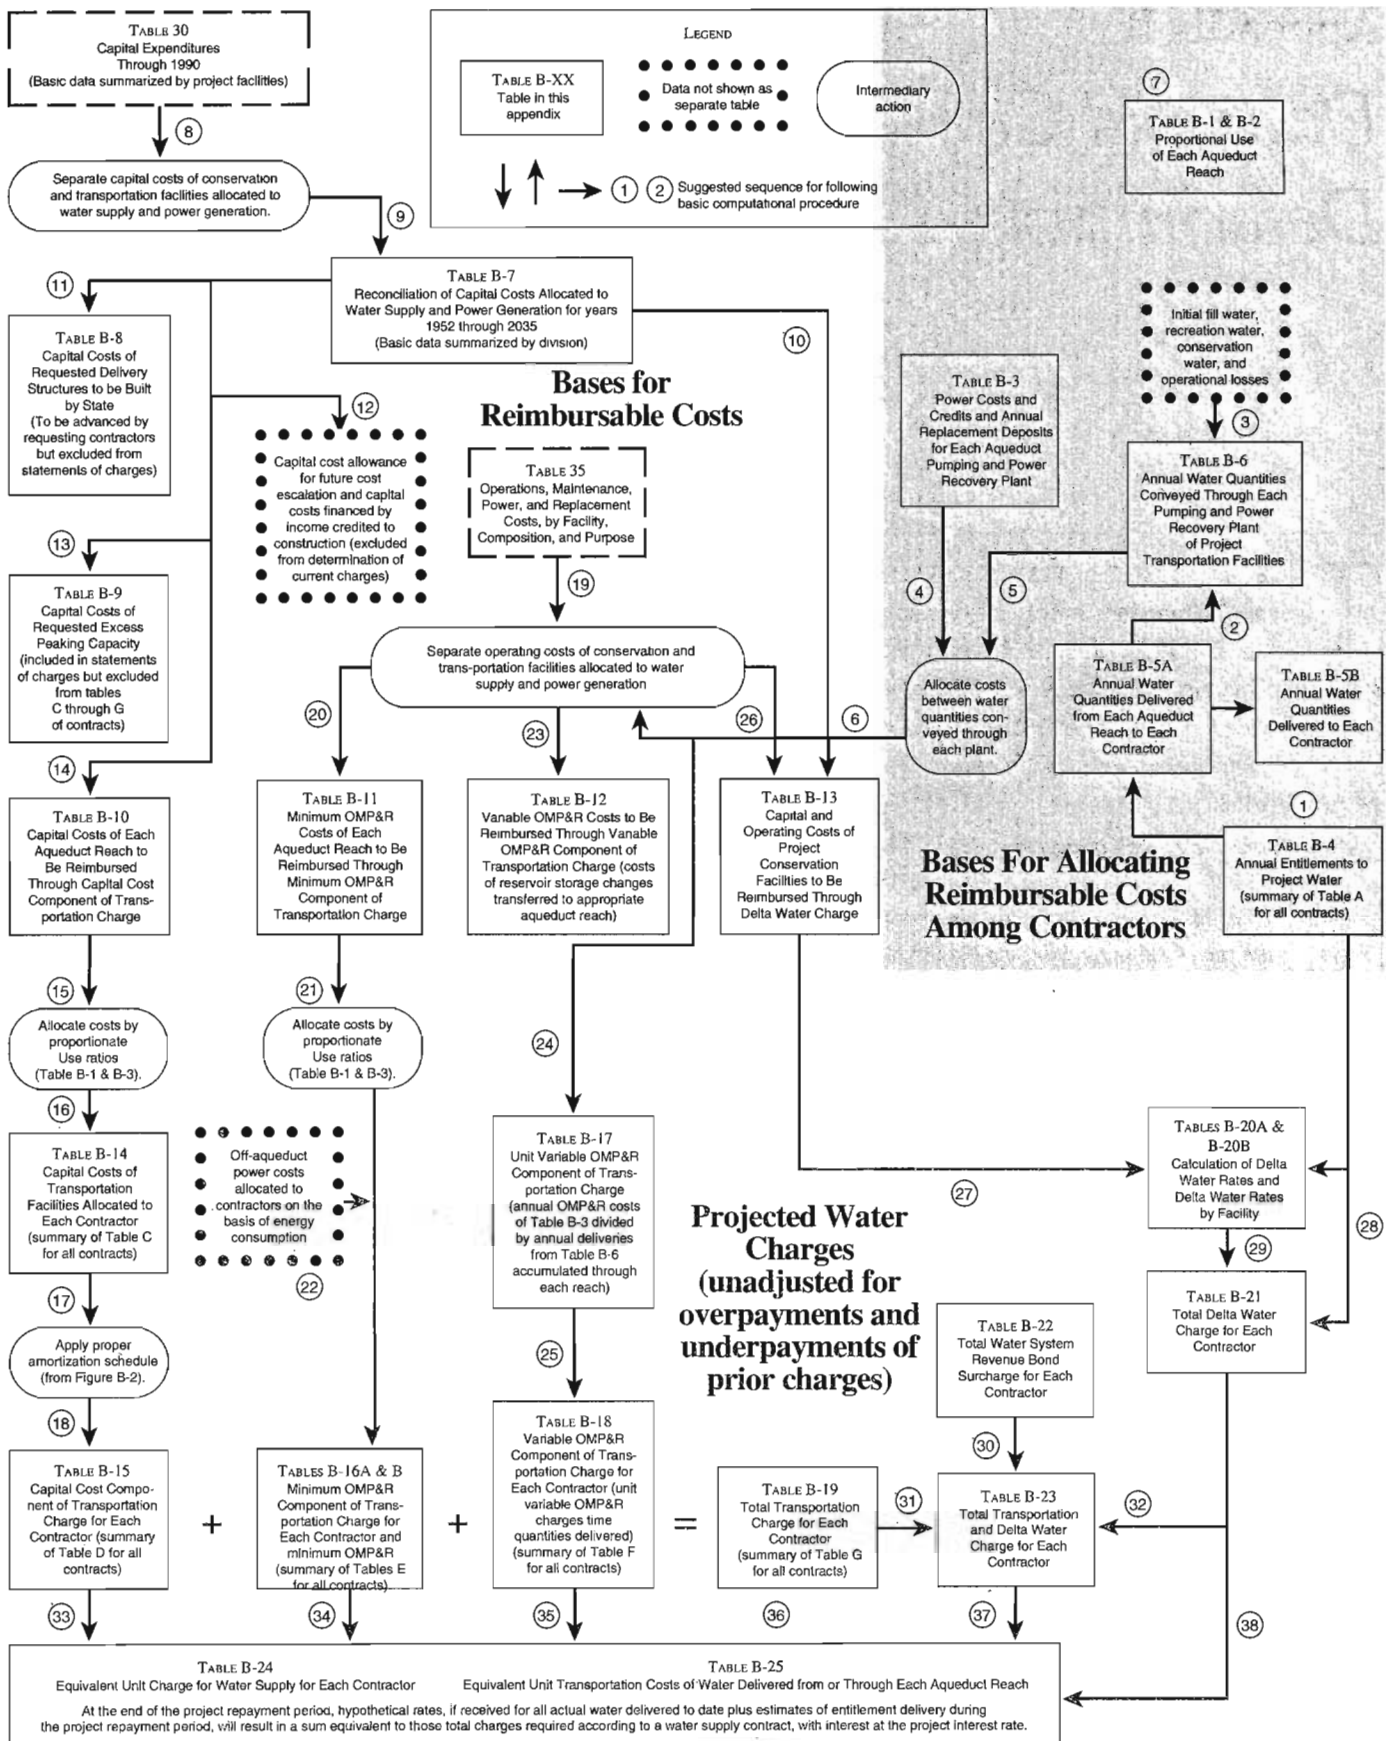 TABLE 30
Capital Expenditures
Through 1990
(Basic data summarized by project facilities)
8
Separate capital costs of conservation
and transportation facilities allocated to
water supply and power generation.
9
LEGEND
TABLE B-XX
Table in this
appendix
Data not shown as
separate table
Intermediary
action
1 2 Suggested sequence for following
basic computational procedure
7
TABLE B-1 & B-2
Proportional Use
of Each Aqueduct
Reach
TABLE B-7
Reconciliation of Capital Costs Allocated to
Water Supply and Power Generation for years
1952 through 2035
(Basic data summarized by division)
10
11
TABLE B-8
Capital Costs of
Requested Delivery
Structures to be Built
by State
(To be advanced by
requesting contractors
but excluded from
statements of charges)
12
Capital cost allowance
for future cost
escalation and capital
costs financed by
income credited to
construction (excluded
from determination of
current charges)
Bases for
Reimbursable Costs
TABLE 35
Operations, Maintenance,
Power, and Replacement
Costs, by Facility,
Composition, and Purpose
19
TABLE B-3
Power Costs and
Credits and Annual
Replacement Deposits
for Each Aqueduct
Pumping and Power
Recovery Plant
Initial fill water,
recreation water,
conservation
water, and
operational losses
3
TABLE B-6
Annual Water Quantities
Conveyed Through Each
Pumping and Power
Recovery Plant
of Project
Transportation Facilities
4
5
2
13
TABLE B-9
Capital Costs of
Requested Excess
Peaking Capacity
(included in statements
of charges but excluded
from tables
C through G
of contracts)
Separate operating costs of conservation and
trans-portation facilities allocated to water
supply and power generation
20
23
26
6
Allocate costs
between water
quantities con-
veyed through
each plant.
TABLE B-5A
Annual Water
Quantities Delivered
from Each Aqueduct
Reach to Each
Contractor
TABLE B-5B
Annual Water
Quantities
Delivered to Each
Contractor
14
TABLE B-10
Capital Costs of Each
Aqueduct Reach to
Be Reimbursed
Through Capital Cost
Component of Trans-
portation Charge
TABLE B-11
Minimum OMP&R
Costs of Each
Aqueduct Reach to Be
Reimbursed Through
Minimum OMP&R
Component of
Transportation Charge
TABLE B-12
Vanable OMP&R Costs to Be
Reimbursed Through Vanable
OMP&R Component of
Transportation Charge (costs
of reservoir storage changes
transferred to appropriate
aqueduct reach)
TABLE B-13
Capital and
Operating Costs of
Project
Conservation
Facilities to Be
Reimbursed Through
Delta Water Charge
1
TABLE B-4
Annual Entitlements to
Project Water
(summary of Table A
for all contracts)
Bases For Allocating
Reimbursable Costs
Among Contractors
15
Allocate costs by
proportionate
Use ratios
(Table B-1 & B-3).
16
21
Allocate costs by
proportionate
Use ratios
(Table B-1 & B-3).
24
TABLE B-14
Capital Costs of
Transportation
Facilities Allocated to
Each Contractor
(summary of Table C
for all contracts)
Off-aqueduct
power costs
allocated to
contractors on the
basis of energy
consumption
22
TABLE B-17
Unit Variable OMP&R
Component of Trans-
portation Charge
(annual OMP&R costs
of Table B-3 divided
by annual deliveries
from Table B-6
accumulated through
each reach)
27
TABLES B-20A &
B-20B
Calculation of Delta
Water Rates and
Delta Water Rates
by Facility
28
29
Projected Water
Charges
(unadjusted for
overpayments and
underpayments of
prior charges)
17
Apply proper
amortization schedule
(from Figure B-2).
18
25
TABLE B-22
Total Water System
Revenue Bond
Surcharge for Each
Contractor
TABLE B-21
Total Delta Water
Charge for Each
Contractor
30
TABLE B-15
Capital Cost Compo-
nent of Transportation
Charge for Each
Contractor (summary
of Table D for all
contracts)
+
TABLES B-16A & B
Minimum OMP&R
Component of Trans-
portation Charge for
Each Contractor and
minimum OMP&R
(summary of Tables E
for all contracts)
+
TABLE B-18
Variable OMP&R
Component of Trans-
portation Charge for
Each Contractor (unit
variable OMP&R
charges time
quantities delivered)
(summary of Table F
for all contracts)
=
TABLE B-19
Total Transportation
Charge for Each
Contractor
(summary of Table G
for all contracts)
31
TABLE B-23
Total Transportation
and Delta Water
Charge for Each
Contractor
32
33
34
35
36
37
38
TABLE B-24
Equivalent Unit Charge for Water Supply for Each Contractor
TABLE B-25
Equivalent Unit Transportation Costs of Water Delivered from or Through Each Aqueduct Reach
At the end of the project repayment period, hypothetical rates, if received for all actual water delivered to date plus estimates of entitlement delivery during
the project repayment period, will result in a sum equivalent to those total charges required according to a water supply contract, with interest at the project interest rate.